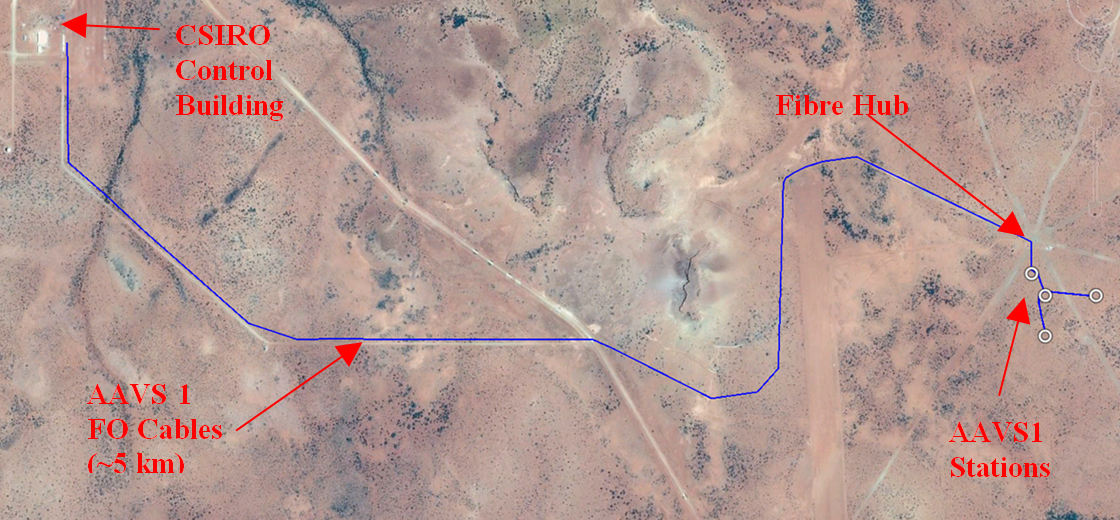 CSIRO
Control
Building
Fibre Hub
AAVS 1
FO Cables
(~5 km)
AAVS1
Stations